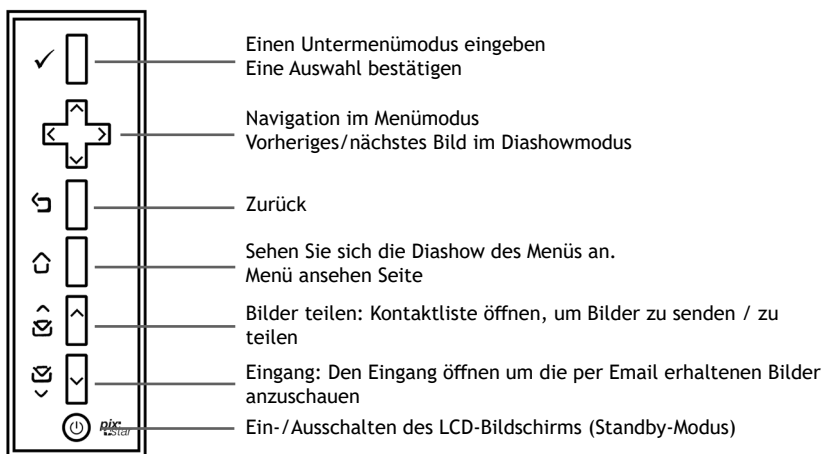 Einen Untermenümodus eingeben
Eine Auswahl bestätigen
Navigation im Menümodus
Vorheriges/nächstes Bild im Diashowmodus
Zurück
Sehen Sie sich die Diashow des Menüs an.
Menü ansehen Seite
Bilder teilen: Kontaktliste öffnen, um Bilder zu senden / zu
teilen
Eingang: Den Eingang öffnen um die per Email erhaltenen Bilder
anzuschauen
pix
star
Ein-/Ausschalten des LCD-Bildschirms (Standby-Modus)